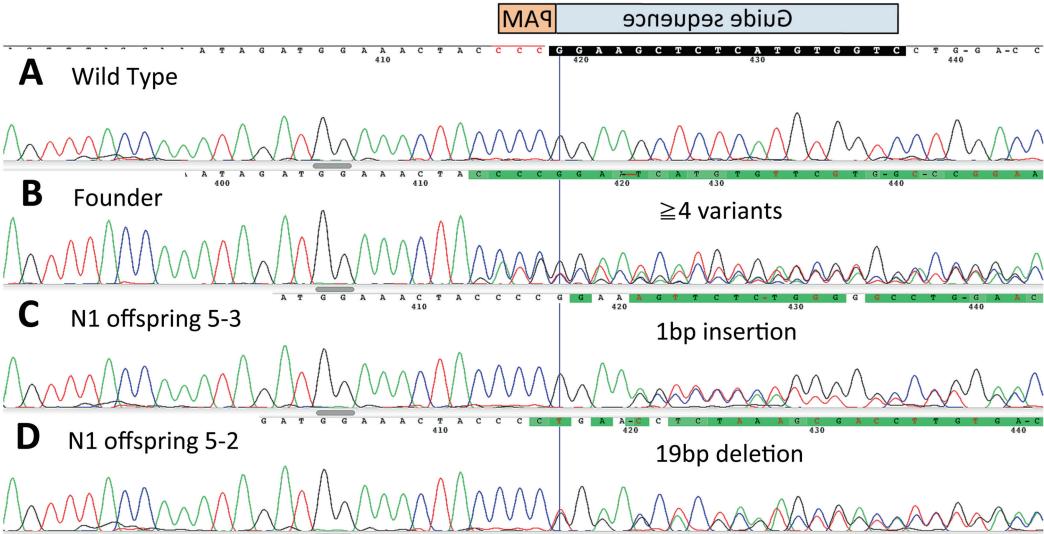 PAM Guide sequence
A T A G A T G G A A A C T A C C C C G G A A G C T C T C A T G T G G T C C T G - G A - C C
410 420 430 440
A Wild Type
A T A G A T G G A A A C T A C C C C G G A A - T C A T G T G T T C G T G - G C - C C G G A A
400 410 420 430 440
B Founder
≧4 variants
A T G G A A A C T A C C C C G G A A A G T T C T C - T G G G G G C C T G - G A A C
410 420 430 440
C N1 offspring 5-3
1bp insertion
G A T G G A A A C T A C C C C T G A A - C C T C T A A A G C G A C C T T G T G A - C
410 420 430 440
D N1 offspring 5-2
19bp deletion